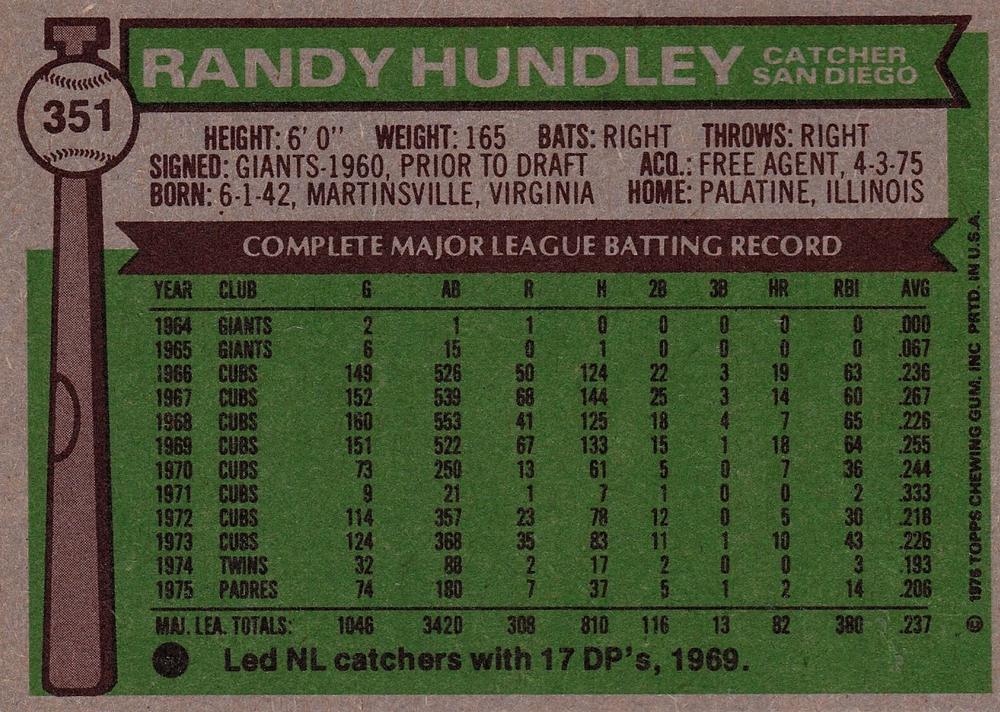 351
RANDY HUNDLEY CATCHER SAN DIEGO
HEIGHT: 6' 0" WEIGHT: 165 BATS: RIGHT THROWS: RIGHT
SIGNED: GIANTS-1960, PRIOR TO DRAFT ACQ.: FREE AGENT, 4-3-75
BORN: 6-1-42, MARTINSVILLE, VIRGINIA HOME: PALATINE, ILLINOIS
COMPLETE MAJOR LEAGUE BATTING RECORD
YEAR CLUB G AB R H 2B 3B HR RBI AVG
1964 GIANTS 2 1 1 0 0 0 0 0 .000
1965 GIANTS 6 15 0 1 0 0 0 0 .067
1966 CUBS 149 526 50 124 22 3 19 63 .236
1967 CUBS 152 539 68 144 25 3 14 60 .267
1968 CUBS 160 553 41 125 18 4 7 65 .226
1969 CUBS 151 522 67 133 15 1 18 64 .255
1970 CUBS 73 250 13 61 5 0 7 36 .244
1971 CUBS 9 21 1 7 1 0 0 2 .333
1972 CUBS 114 357 23 78 12 0 5 30 .218
1973 CUBS 124 368 35 83 11 1 10 43 .226
1974 TWINS 32 88 2 17 2 0 0 3 .193
1975 PADRES 74 180 7 37 5 1 2 14 .206
MAJ. LEA. TOTALS: 1046 3420 308 810 116 13 82 380 .237
Led NL catchers with 17 DP's, 1969.
© 1976 TOPPS CHEWING GUM, INC PRTD. IN U.S.A.